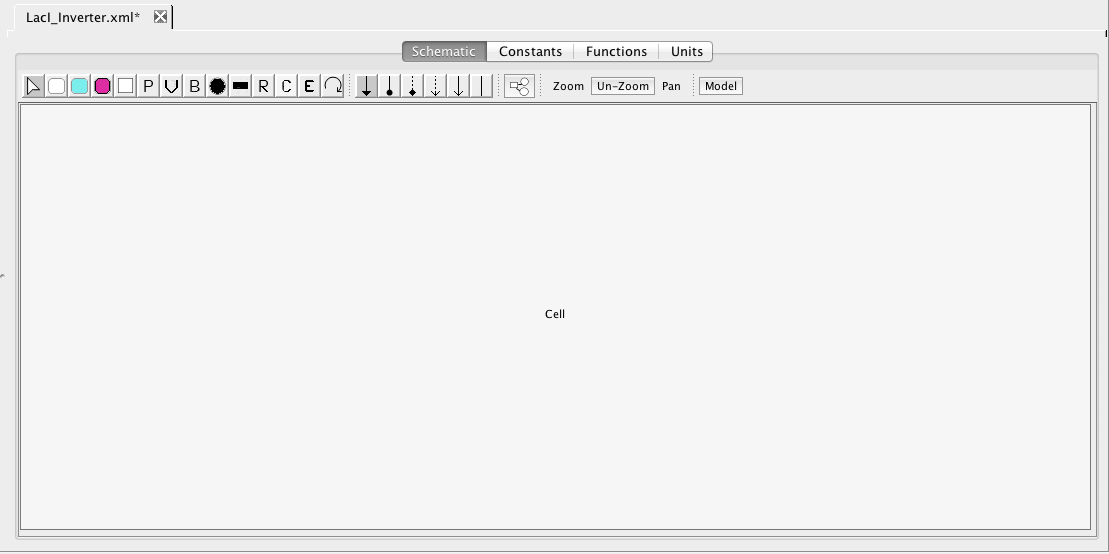 LacI_Inverter.xml*
Schematic Constants Functions Units
P V B R C E Zoom Un-Zoom Pan Model
Cell